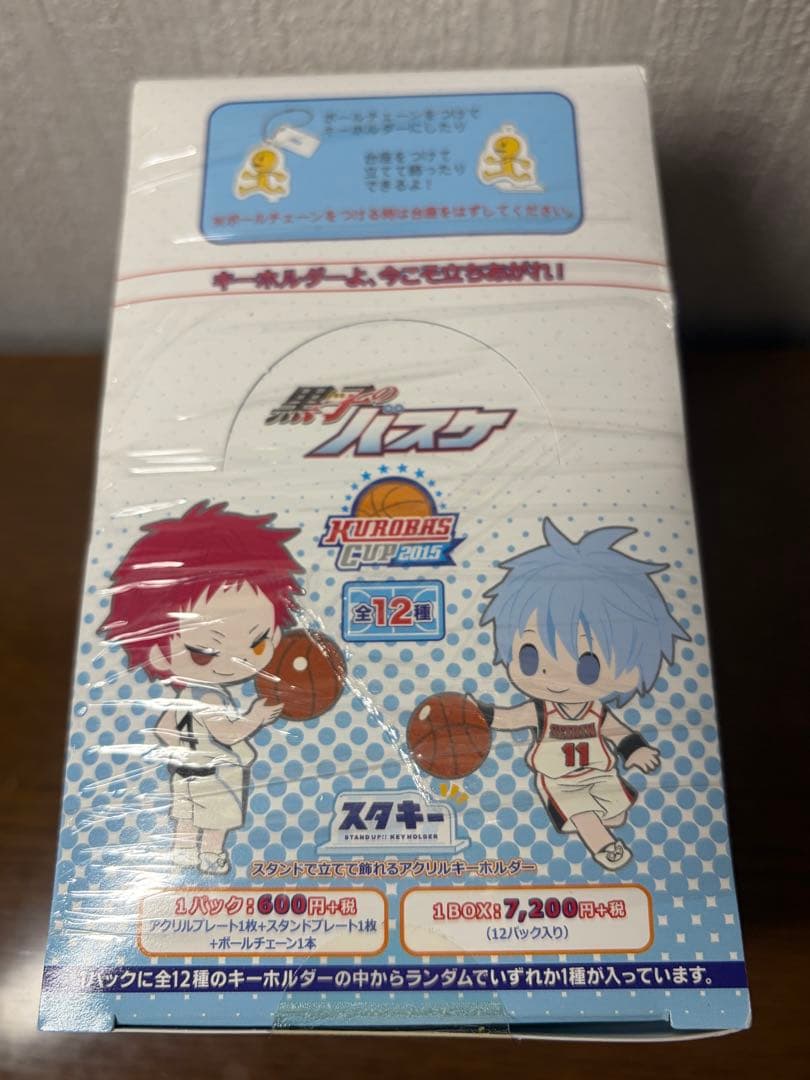 ボールチェーンをつけて
キーホルダーにしたり
台座をつけて
立てて飾ったり
できるよ!
※ボールチェーンをつける時は台座をはずしてください。
キーホルダーよ、今こそ立ちあがれ!
黒子のバスケ
KUROBAS
CUP 2015
全12種
4
SEIRIN
11
スタキー
STAND UP!! KEY HOLDER
スタンドで立てて飾れるアクリルキーホルダー
1パック:600円+税
アクリルプレート1枚+スタンドプレート1枚
+ボールチェーン1本
1BOX:7,200円+税
(12パック入り)
1パックに全12種のキーホルダーの中からランダムでいずれか1種が入っています。